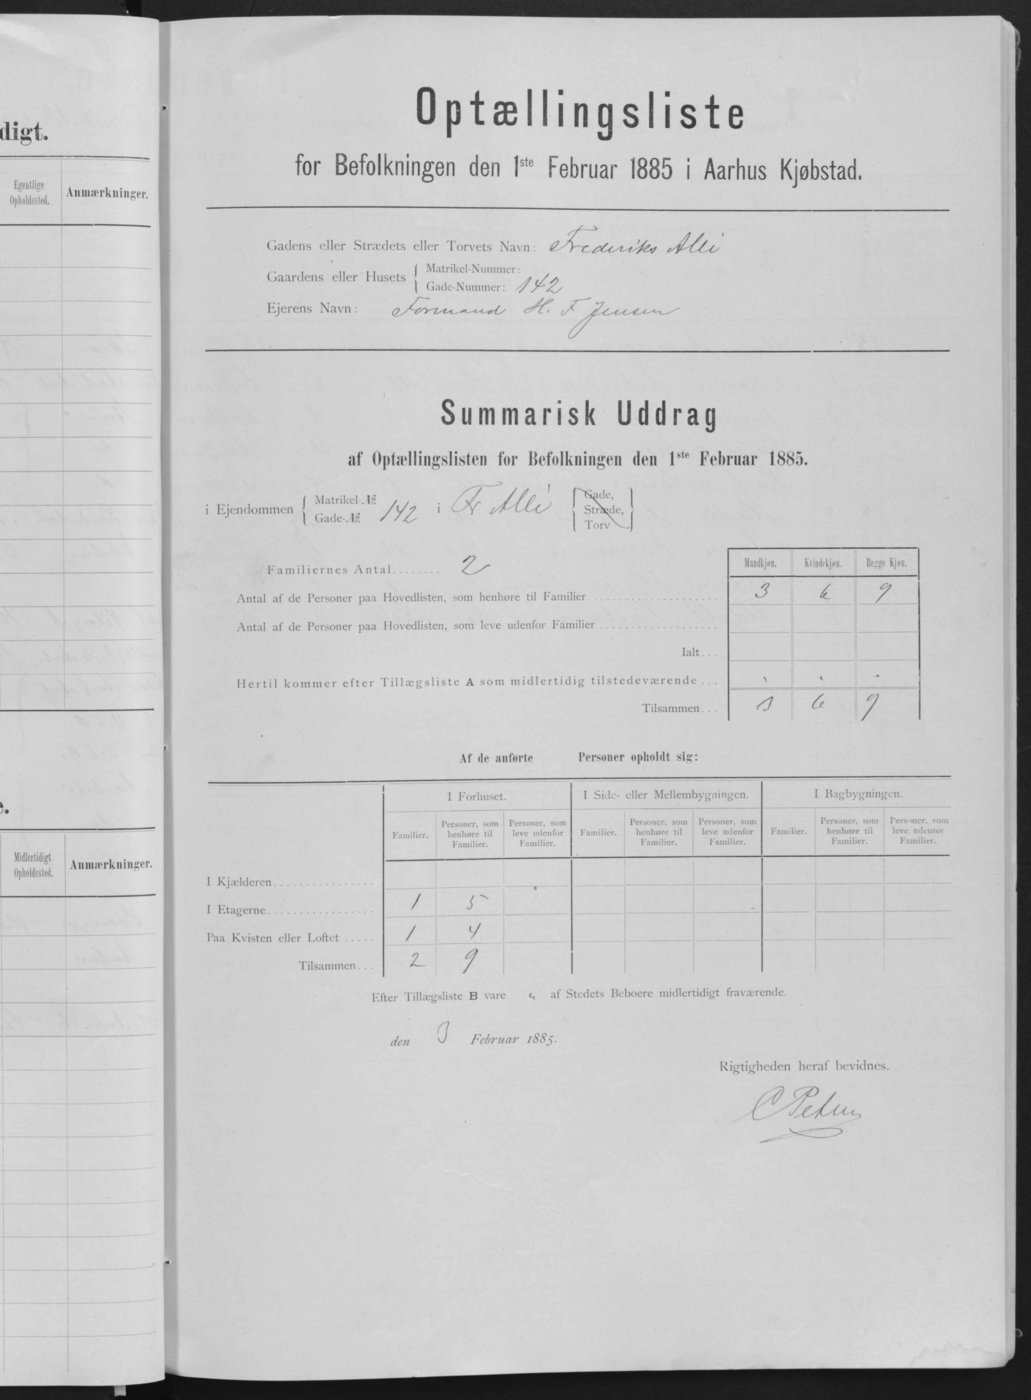 digt.
Egentlige Opholdssted.
Anmærkninger.
e.
Midlertidigt Opholdssted.
Anmærkninger.
Optællingsliste
for Befolkningen den 1ste Februar 1885 i Aarhus Kjøbstad.
Gadens eller Strædets eller Torvets Navn: Frederiks Alle
Gaardens eller Husets { Matrikel-Nummer:
Gade-Nummer: 142
Ejerens Navn: Formand H. F Jensen
Summarisk Uddrag
af Optællingslisten for Befolkningen den 1ste Februar 1885.
i Ejendommen { Matrikel-№
Gade-№ 142 i Fr Alle { Gade, Stræde, Torv }
Familiernes Antal........ 2
Mandkjøn. Kvindekjøn. Begge Kjøn.
Antal af de Personer paa Hovedlisten, som henhøre til Familier 3 6 9
Antal af de Personer paa Hovedlisten, som leve udenfor Familier
Ialt...
Hertil kommer efter Tillægsliste A som midlertidig tilstedeværende...
Tilsammen... 3 6 9
Af de anførte Personer opholdt sig:
I Forhuset. I Side- eller Mellembygningen. I Bagbygningen.
Familier. Personer, som henhøre til Familier. Personer, som leve udenfor Familier. Familier. Personer, som henhøre til Familier. Personer, som leve udenfor Familier. Familier. Personer, som henhøre til Familier. Personer, som leve udenfor Familier.
I Kjælderen
I Etagerne 1 5
Paa Kvisten eller Loftet 1 4
Tilsammen... 2 9
Efter Tillægsliste B vare af Stedets Beboere midlertidigt fraværende.
den 3 Februar 1885.
Rigtigheden heraf bevidnes.
C Petersen